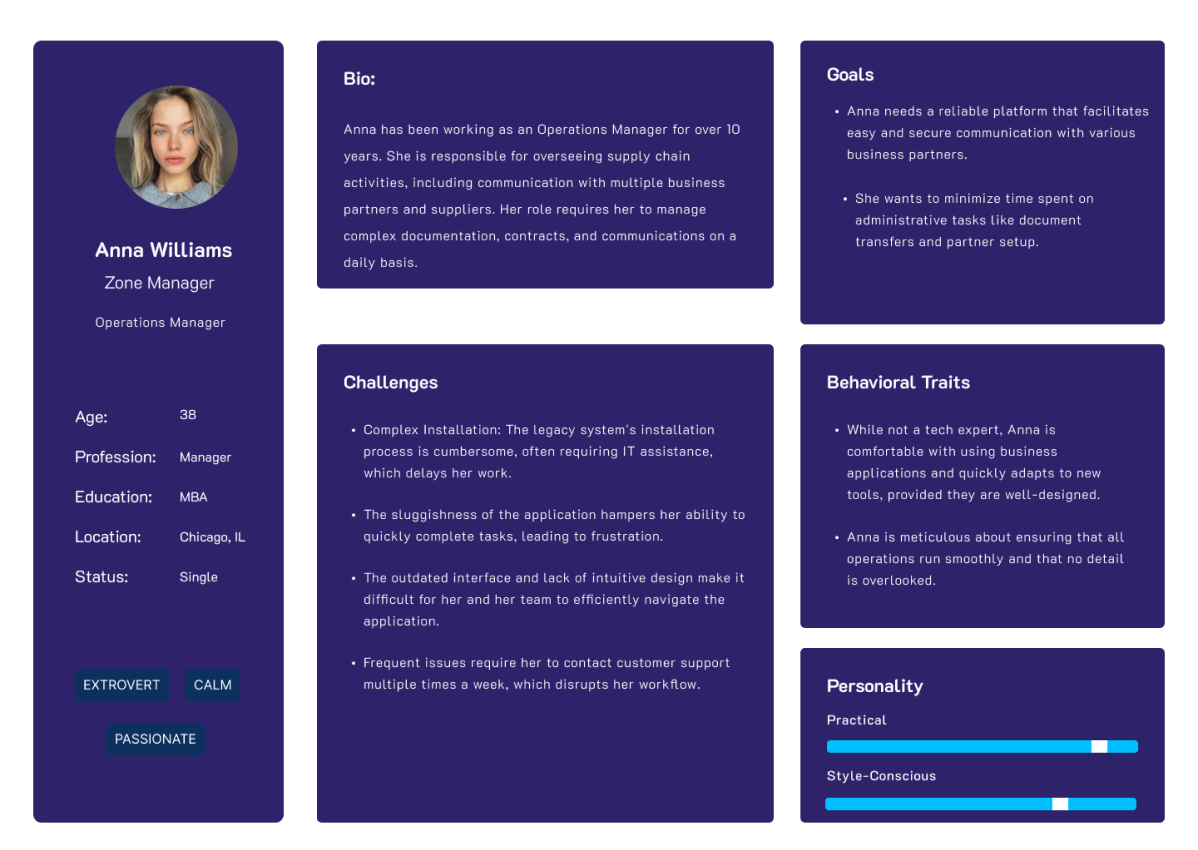 Anna Williams
Zone Manager
Operations Manager
Age: 38
Profession: Manager
Education: MBA
Location: Chicago, IL
Status: Single
EXTROVERT CALM
PASSIONATE
Bio:
Anna has been working as an Operations Manager for over 10
years. She is responsible for overseeing supply chain
activities, including communication with multiple business
partners and suppliers. Her role requires her to manage
complex documentation, contracts, and communications on a
daily basis.
Challenges
• Complex Installation: The legacy system's installation
process is cumbersome, often requiring IT assistance,
which delays her work.
• The sluggishness of the application hampers her ability to
quickly complete tasks, leading to frustration.
• The outdated interface and lack of intuitive design make it
difficult for her and her team to efficiently navigate the
application.
• Frequent issues require her to contact customer support
multiple times a week, which disrupts her workflow.
Goals
• Anna needs a reliable platform that facilitates
easy and secure communication with various
business partners.
• She wants to minimize time spent on
administrative tasks like document
transfers and partner setup.
Behavioral Traits
• While not a tech expert, Anna is
comfortable with using business
applications and quickly adapts to new
tools, provided they are well-designed.
• Anna is meticulous about ensuring that all
operations run smoothly and that no detail
is overlooked.
Personality
Practical
Style-Conscious